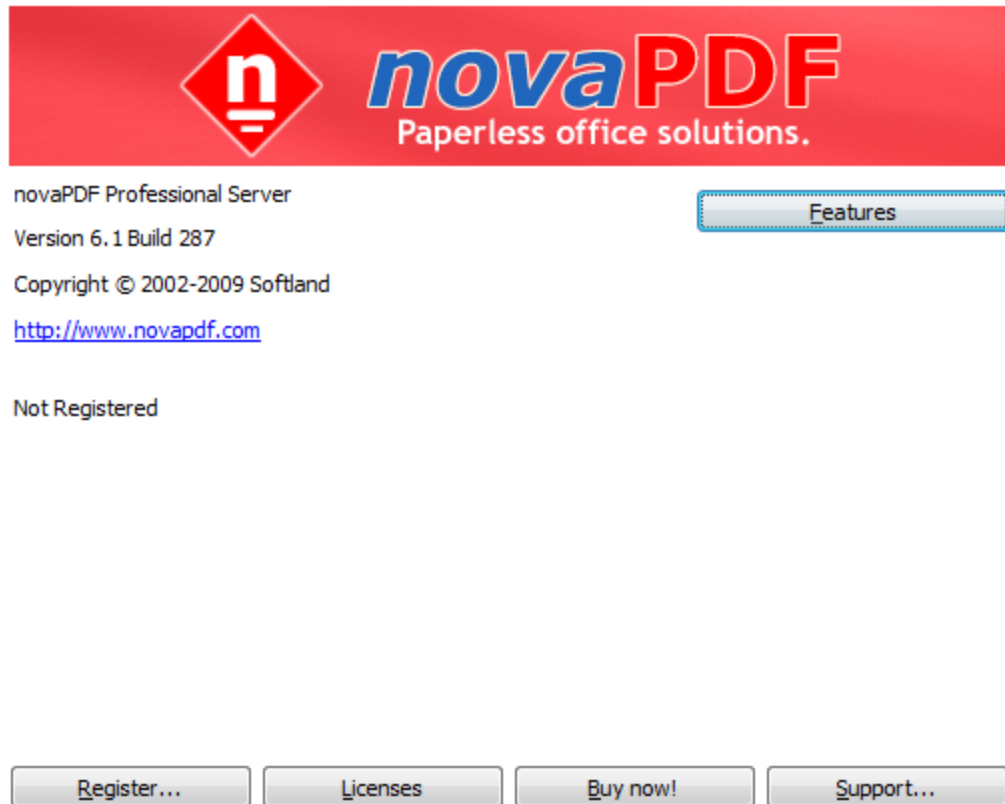 n
novaPDF
Paperless office solutions.
novaPDF Professional Server
Features
Version 6.1 Build 287
Copyright © 2002-2009 Softland
http://www.novapdf.com
Not Registered
Register...
Licenses
Buy now!
Support...